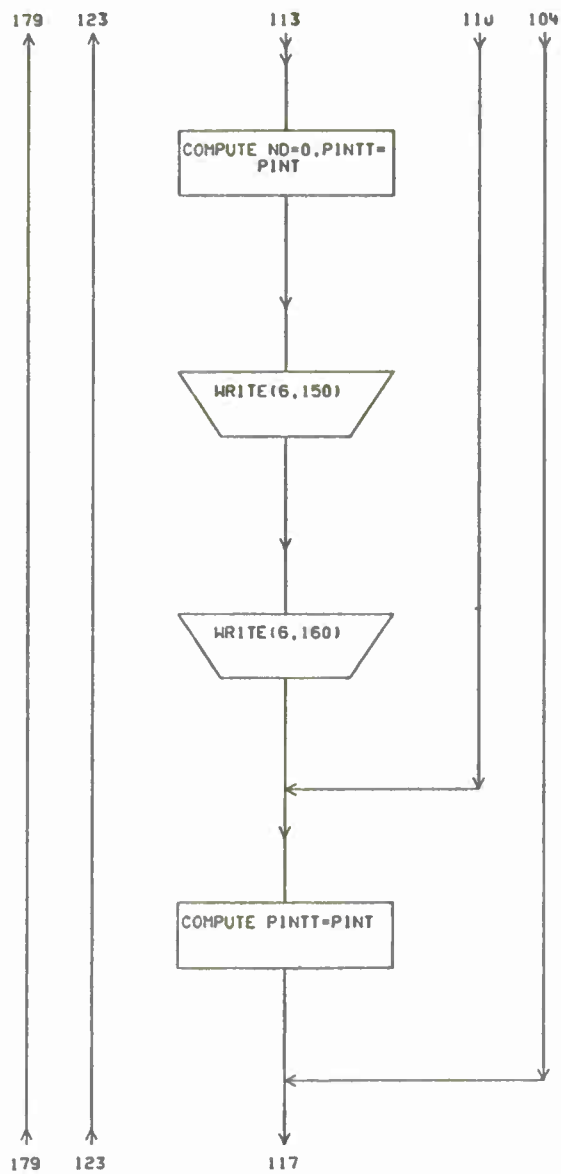 179 123 113 110 104
COMPUTE ND=0,PINTT=
PINT
WRITE(6,150)
WRITE(6,160)
COMPUTE PINTT=PINT
179 123 117